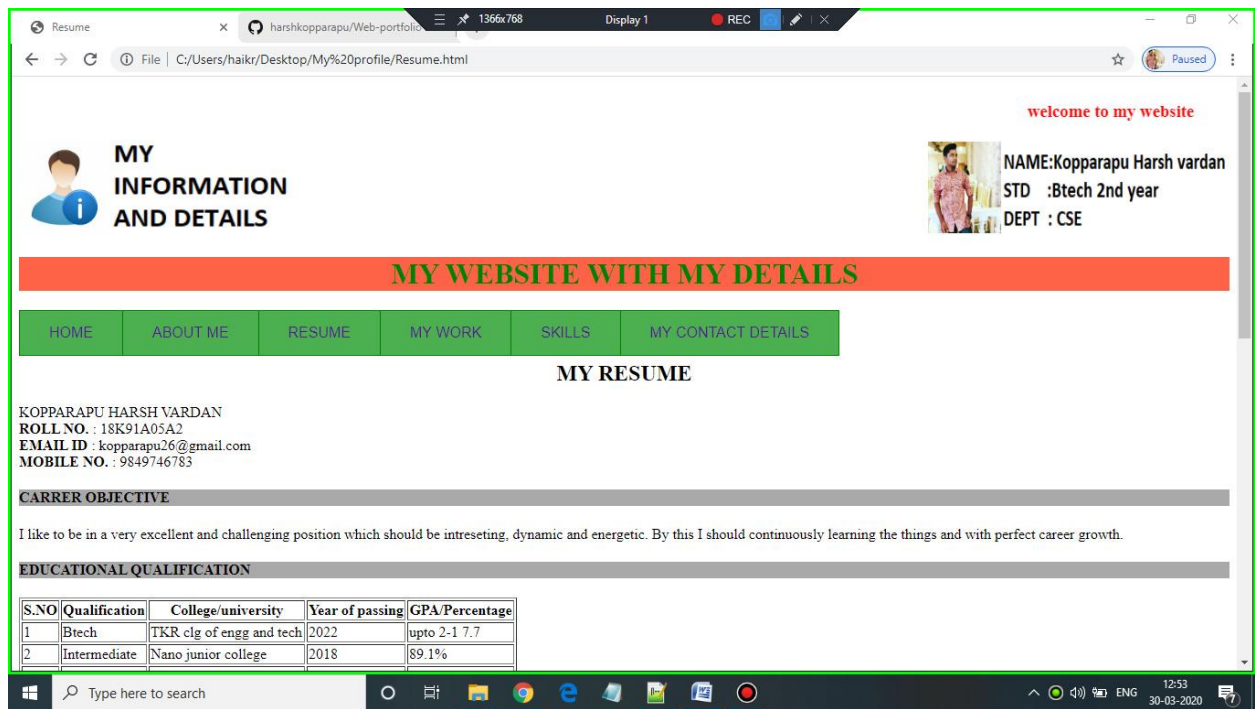 Resume
harshkopparapu/Web-portfolio
1366x768
Display 1
REC
File | C:/Users/haikr/Desktop/My%20profile/Resume.html
Paused
welcome to my website
MY
INFORMATION
AND DETAILS
NAME:Kopparapu Harsh vardan
STD :Btech 2nd year
DEPT : CSE
MY WEBSITE WITH MY DETAILS
HOME ABOUT ME RESUME MY WORK SKILLS MY CONTACT DETAILS
MY RESUME
KOPPARAPU HARSH VARDAN
ROLL NO. : 18K91A05A2
EMAIL ID : kopparapu26@gmail.com
MOBILE NO. : 9849746783
CARRER OBJECTIVE
I like to be in a very excellent and challenging position which should be intreseting, dynamic and energetic. By this I should continuously learning the things and with perfect career growth.
EDUCATIONAL QUALIFICATION
S.NO Qualification College/university Year of passing GPA/Percentage
1 Btech TKR clg of engg and tech 2022 upto 2-1 7.7
2 Intermediate Nano junior college 2018 89.1%
Type here to search
ENG
12:53
30-03-2020
7